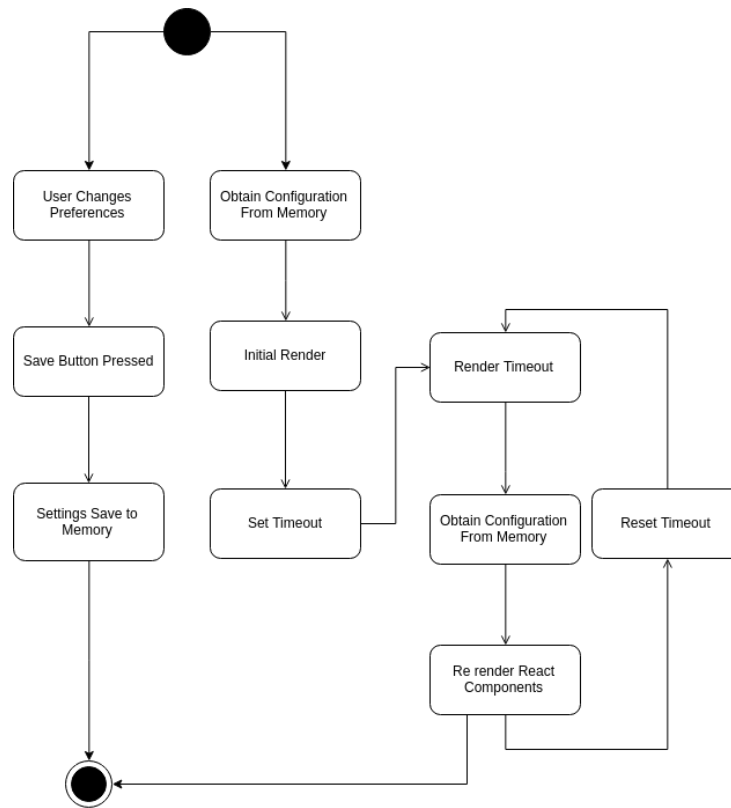 User Changes
Preferences
Obtain Configuration
From Memory
Save Button Pressed
Initial Render
Render Timeout
Settings Save to
Memory
Set Timeout
Obtain Configuration
From Memory
Reset Timeout
Re render React
Components